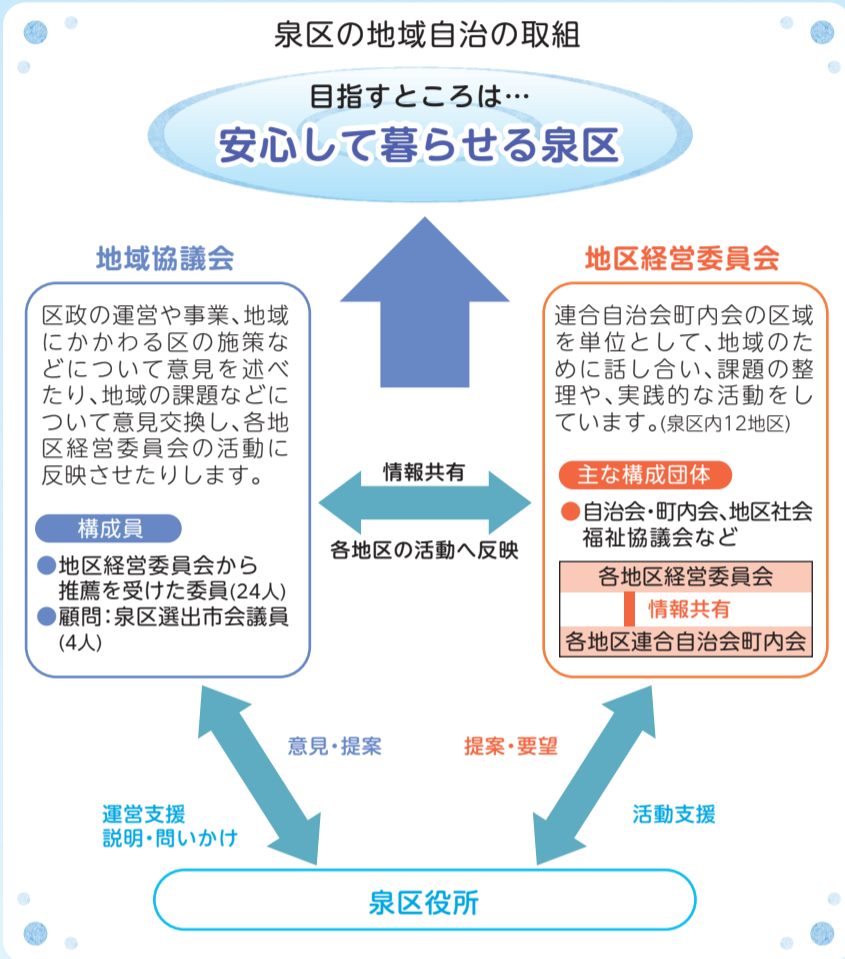 泉区の地域自治の取組
目指すところは…
安心して暮らせる泉区
地域協議会
区政の運営や事業、地域
にかかわる区の施策な
どについて意見を述べ
たり、地域の課題などに
ついて意見交換し、各地
区経営委員会の活動に
反映させたりします。
構成員
●地区経営委員会から
推薦を受けた委員(24人)
●顧問：泉区選出市会議員
(4人)
情報共有
各地区の活動へ反映
地区経営委員会
連合自治会町内会の区域
を単位として、地域のた
めに話し合い、課題の整
理や、実践的な活動をし
ています。(泉区内12地区)
主な構成団体
●自治会・町内会、地区社会
福祉協議会など
各地区経営委員会
情報共有
各地区連合自治会町内会
意見・提案
提案・要望
運営支援
説明・問いかけ
活動支援
泉区役所